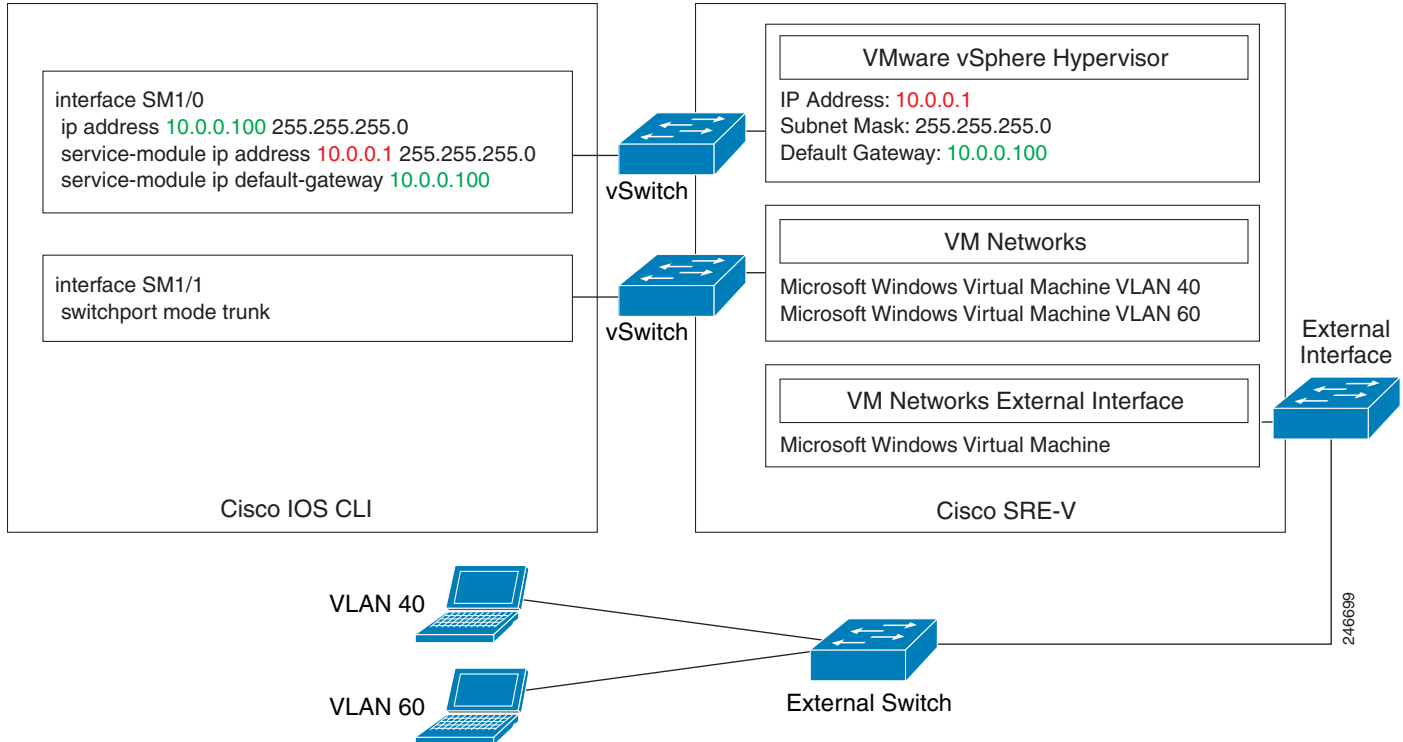 interface SM1/0
ip address 10.0.0.100 255.255.255.0
service-module ip address 10.0.0.1 255.255.255.0
service-module ip default-gateway 10.0.0.100
interface SM1/1
switchport mode trunk
Cisco IOS CLI
vSwitch
vSwitch
VMware vSphere Hypervisor
IP Address: 10.0.0.1
Subnet Mask: 255.255.255.0
Default Gateway: 10.0.0.100
VM Networks
Microsoft Windows Virtual Machine VLAN 40
Microsoft Windows Virtual Machine VLAN 60
VM Networks External Interface
Microsoft Windows Virtual Machine
Cisco SRE-V
External
Interface
VLAN 40
VLAN 60
External Switch
246699